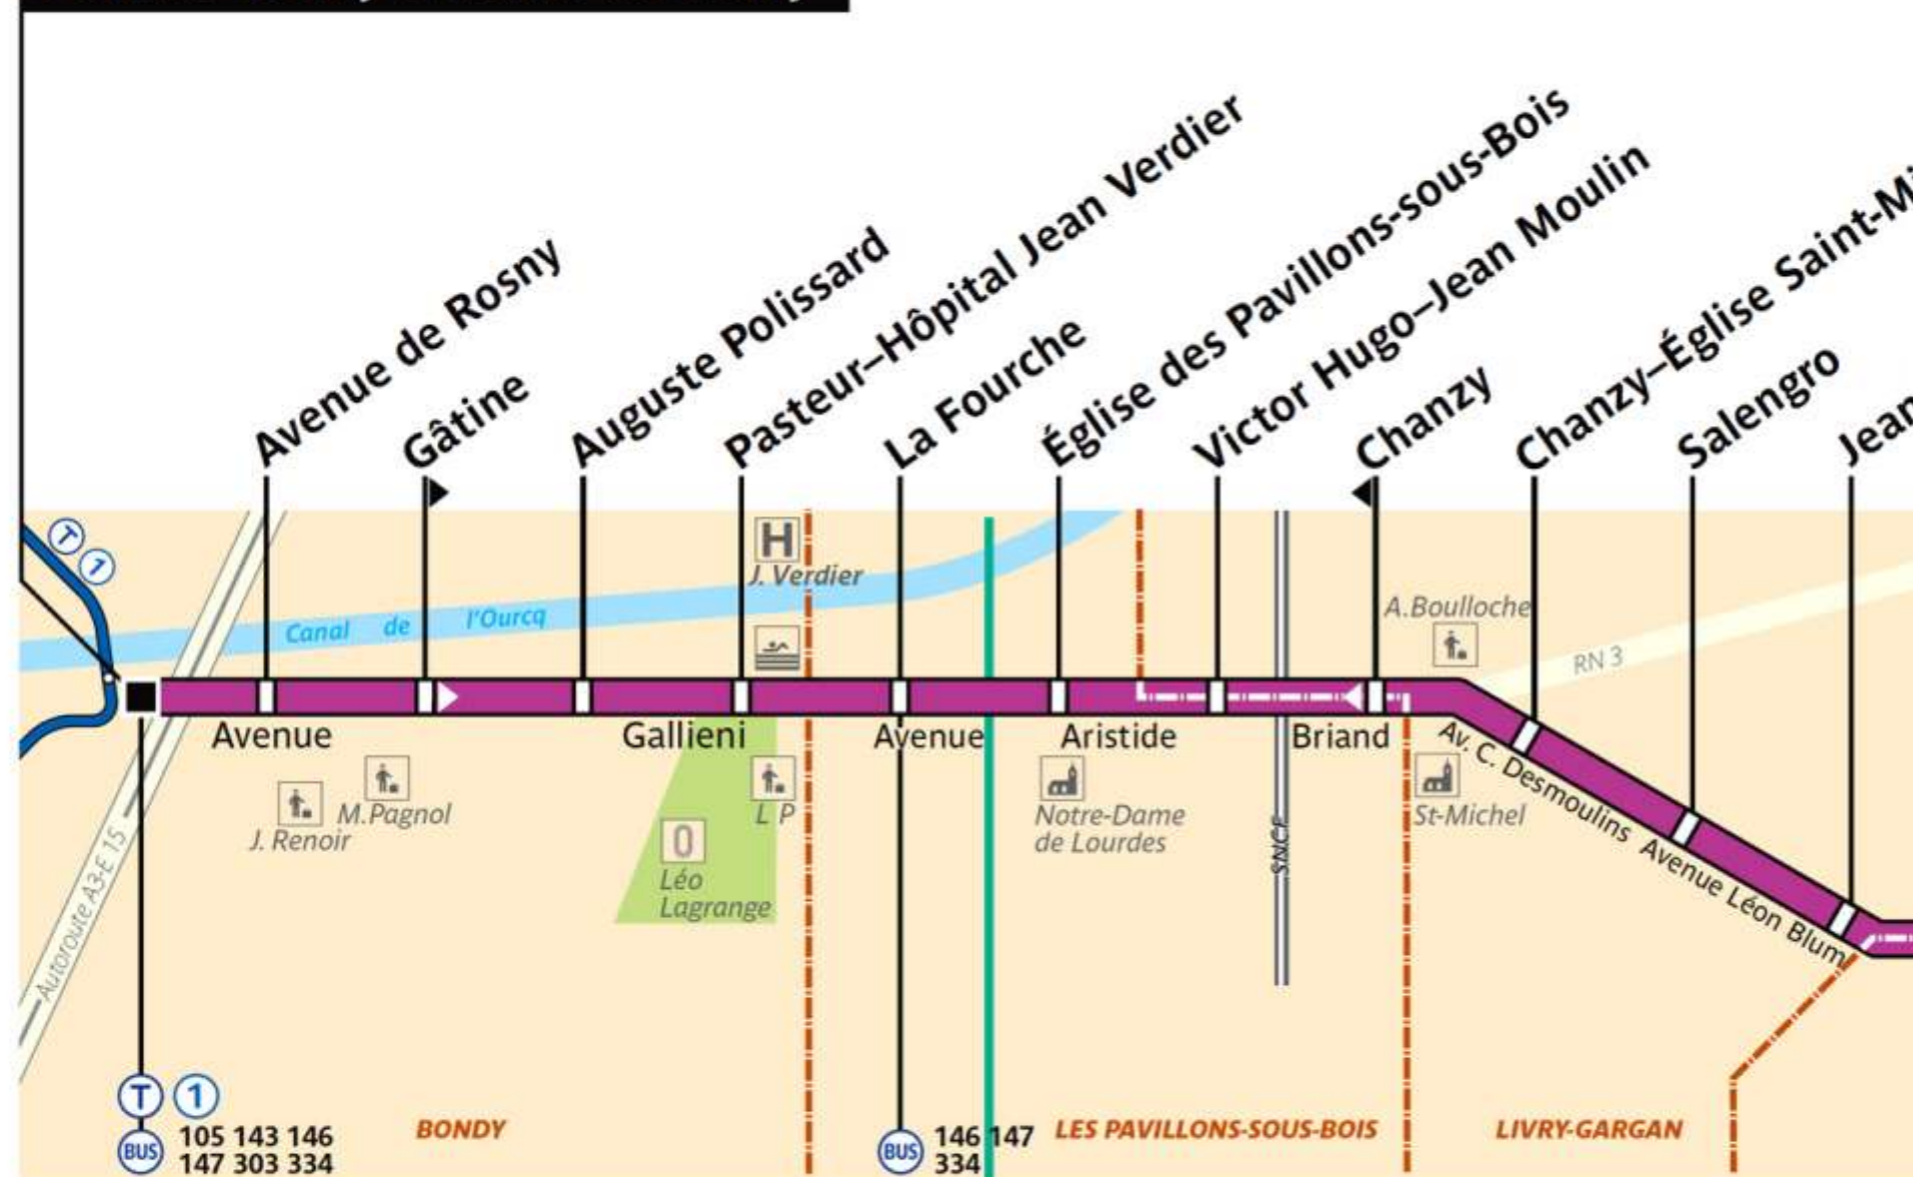 Avenue de Rosny
Gâtine
Auguste Polissard
Pasteur–Hôpital Jean Verdier
La Fourche
Église des Pavillons-sous-Bois
Victor Hugo–Jean Moulin
Chanzy
Chanzy–Église Saint-Mi
Salengro
Jean
T 1
H
J. Verdier
Canal de l'Ourcq
A.Boulloche
RN 3
Avenue Gallieni Avenue Aristide Briand
Av. C. Desmoulins Avenue Léon Blum
M.Pagnol
J. Renoir
L P
Léo
Lagrange
Notre-Dame
de Lourdes
SNCF
St-Michel
Autoroute A3-E 15
T 1
BUS 105 143 146
147 303 334
BONDY
BUS 146 147
334
LES PAVILLONS-SOUS-BOIS
LIVRY-GARGAN